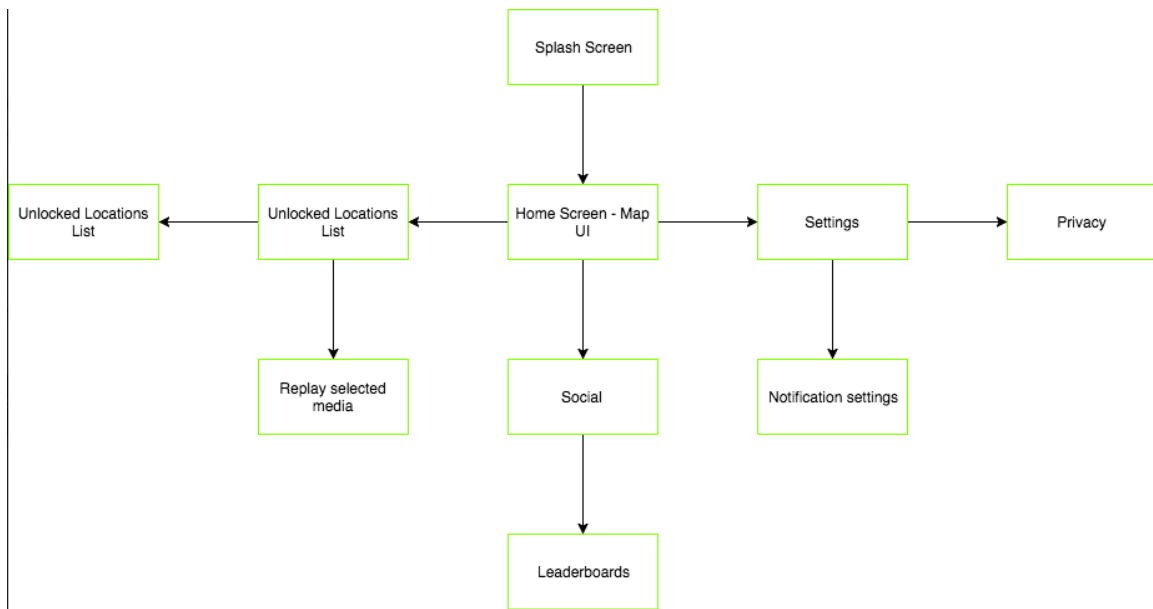 Splash Screen
Unlocked Locations
List
Unlocked Locations
List
Home Screen - Map
UI
Settings
Privacy
Replay selected
media
Social
Notification settings
Leaderboards